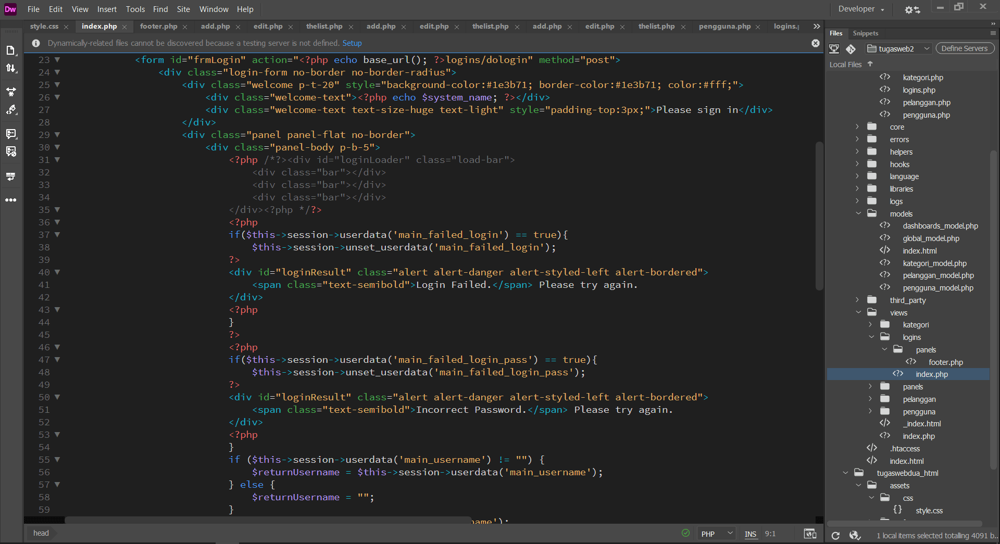 Dw File Edit View Insert Tools Find Site Window Help Developer
style.css index.php footer.php add.php edit.php thelist.php add.php edit.php thelist.php add.php edit.php thelist.php pengguna.php logins.p
Dynamically-related files cannot be discovered because a testing server is not defined. Setup
23 <form id="frmLogin" action="<?php echo base_url(); ?>logins/dologin" method="post">
24 <div class="login-form no-border no-border-radius">
25 <div class="welcome p-t-20" style="background-color:#1e3b71; border-color:#1e3b71; color:#fff;">
26 <div class="welcome-text"><?php echo $system_name; ?></div>
27 <div class="welcome-text text-size-huge text-light" style="padding-top:3px;">Please sign in</div>
28 </div>
29 <div class="panel panel-flat no-border">
30 <div class="panel-body p-b-5">
31 <?php /*?><div id="loginLoader" class="load-bar">
32 <div class="bar"></div>
33 <div class="bar"></div>
34 <div class="bar"></div>
35 </div><?php */?>
36 <?php
37 if($this->session->userdata('main_failed_login') == true){
38 $this->session->unset_userdata('main_failed_login');
39 ?>
40 <div id="loginResult" class="alert alert-danger alert-styled-left alert-bordered">
41 <span class="text-semibold">Login Failed.</span> Please try again.
42 </div>
43 <?php
44 }
45 ?>
46 <?php
47 if($this->session->userdata('main_failed_login_pass') == true){
48 $this->session->unset_userdata('main_failed_login_pass');
49 ?>
50 <div id="loginResult" class="alert alert-danger alert-styled-left alert-bordered">
51 <span class="text-semibold">Incorrect Password.</span> Please try again.
52 </div>
53 <?php
54 }
55 if ($this->session->userdata('main_username') != "") {
56 $returnUsername = $this->session->userdata('main_username');
57 } else {
58 $returnUsername = "";
59 }
name');
head
PHP INS 9:1
Files Snippets
tugasweb2 Define Servers
Local Files
kategori.php
logins.php
pelanggan.php
pengguna.php
core
errors
helpers
hooks
language
libraries
logs
models
dashboards_model.php
global_model.php
index.html
kategori_model.php
pelanggan_model.php
pengguna_model.php
third_party
views
kategori
logins
panels
footer.php
index.php
panels
pelanggan
pengguna
_index.html
index.php
.htaccess
index.html
tugaswebdua_html
assets
css
style.css
1 local items selected totalling 4091 b..